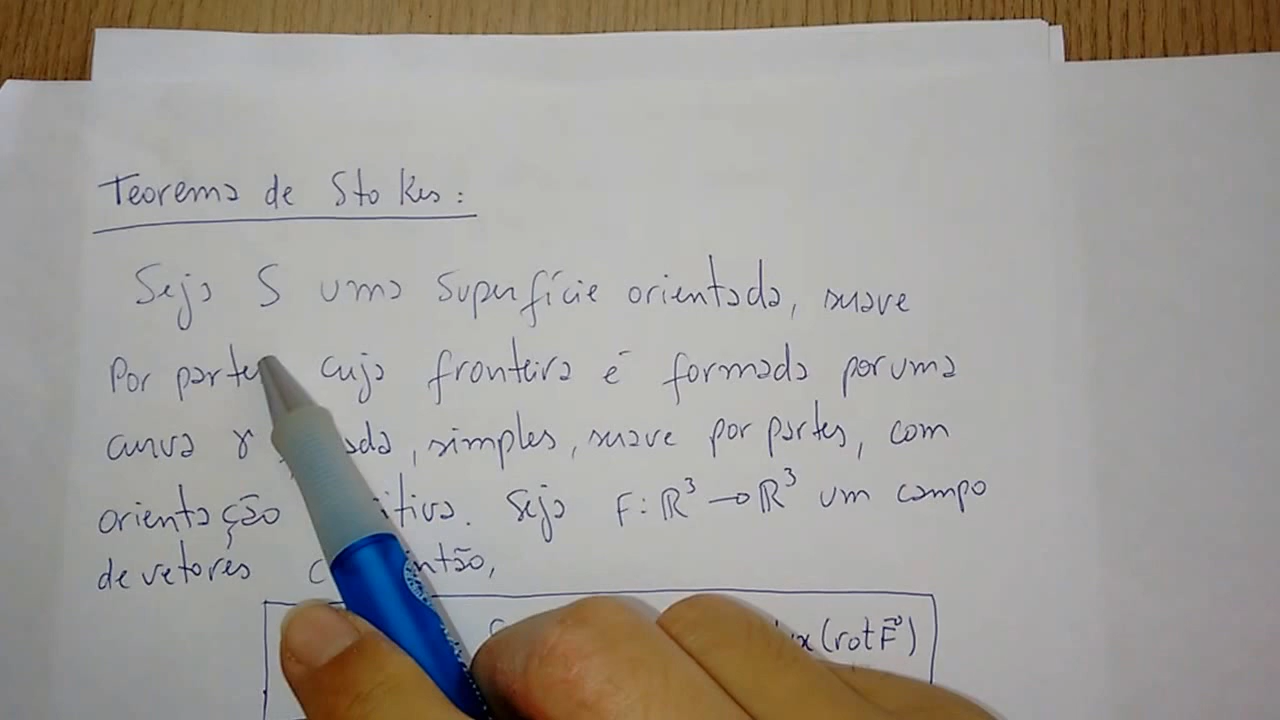 Teorema de Stokes:
Seja S uma superfície orientada, suave
Por partes cuja fronteira é formada por uma
curva γ, simples, suave por partes, com
orientação. Seja F: ℝ³ → ℝ³ um campo
de vetores
(rot F⃗)